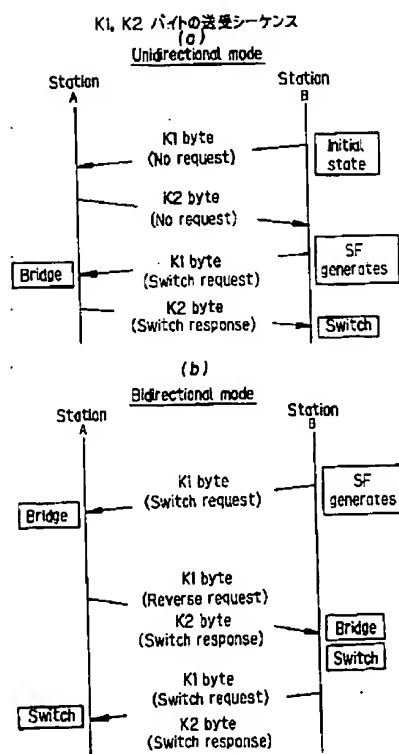 K1, K2 バイトの送受シーケンス
(a)
Unidirectional mode
Station
A
Station
B
K1 byte
(No request)
Initial
state
K2 byte
(No request)
K1 byte
(Switch request)
SF
generates
Bridge
K2 byte
(Switch response)
Switch
(b)
Bidirectional mode
Station
A
Station
B
K1 byte
(Switch request)
SF
generates
Bridge
K1 byte
(Reverse request)
K2 byte
(Switch response)
Bridge
Switch
K1 byte
(Switch request)
Switch
K2 byte
(Switch response)